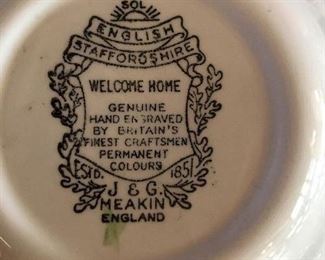 SOL
ENGLISH
STAFFORDSHIRE
WELCOME HOME
GENUINE
HAND ENGRAVED
BY BRITAIN'S
FINEST CRAFTSMEN
PERMANENT
COLOURS
ESTD. 1851
J & G.
MEAKIN
ENGLAND